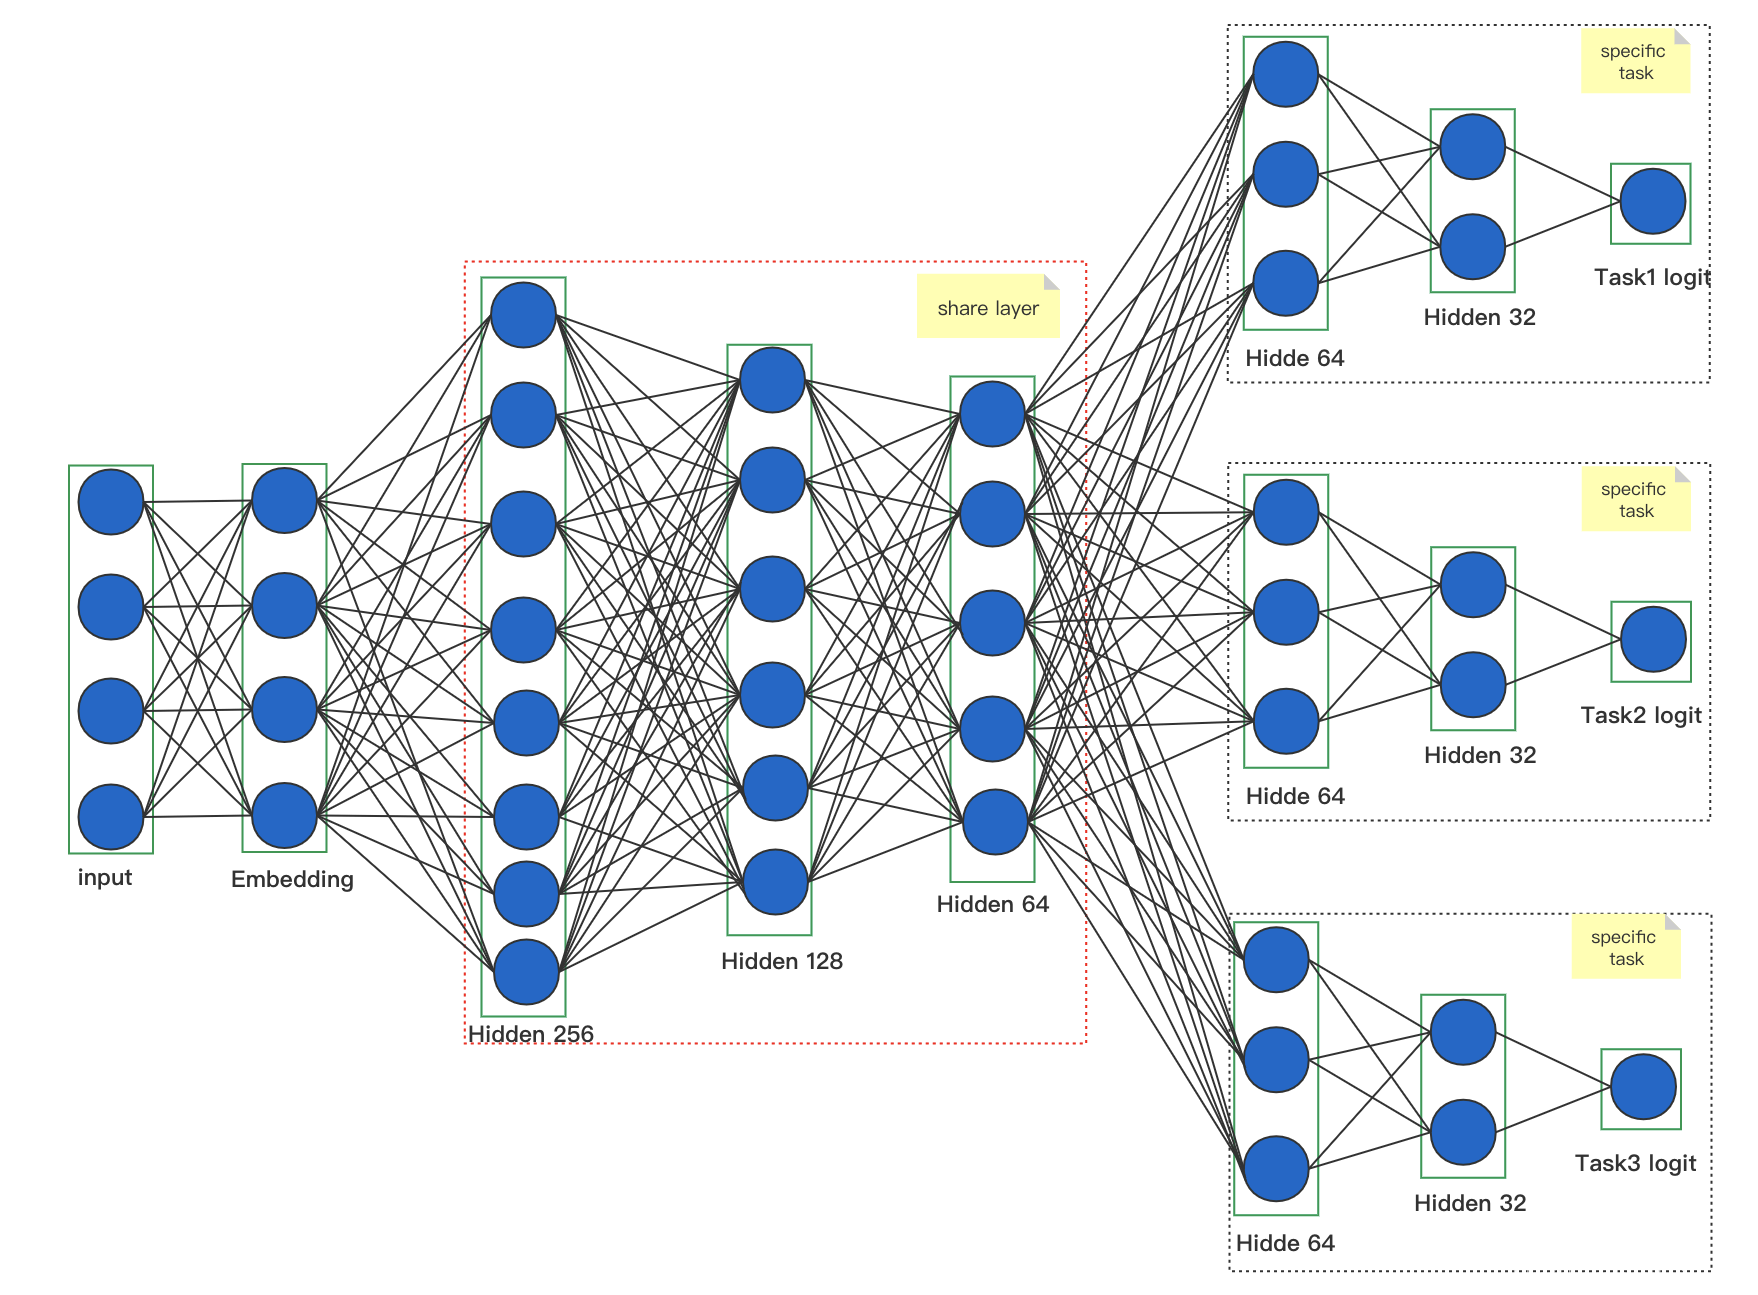 input
Embedding
Hidden 256
Hidden 128
share layer
Hidden 64
specific
task
Hidde 64
Hidden 32
Task1 logit
specific
task
Hidde 64
Hidden 32
Task2 logit
specific
task
Hidde 64
Hidden 32
Task3 logit